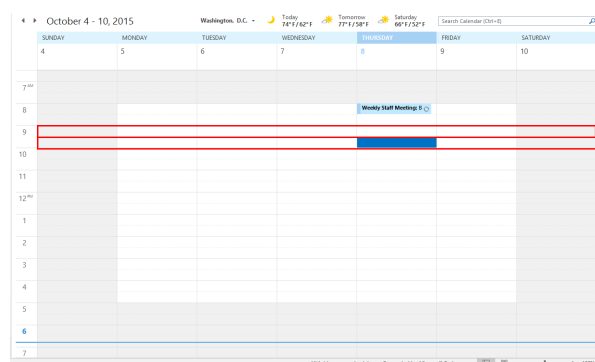 October 4 - 10, 2015
Washington, D.C.
Today
74°F / 62°F
Tomorrow
77°F / 58°F
Saturday
66°F / 52°F
Search Calendar (Ctrl+E)
SUNDAY MONDAY TUESDAY WEDNESDAY THURSDAY FRIDAY SATURDAY
4 5 6 7 8 9 10
7 AM
8
Weekly Staff Meeting; B
9
10
11
12 PM
1
2
3
4
5
6
7